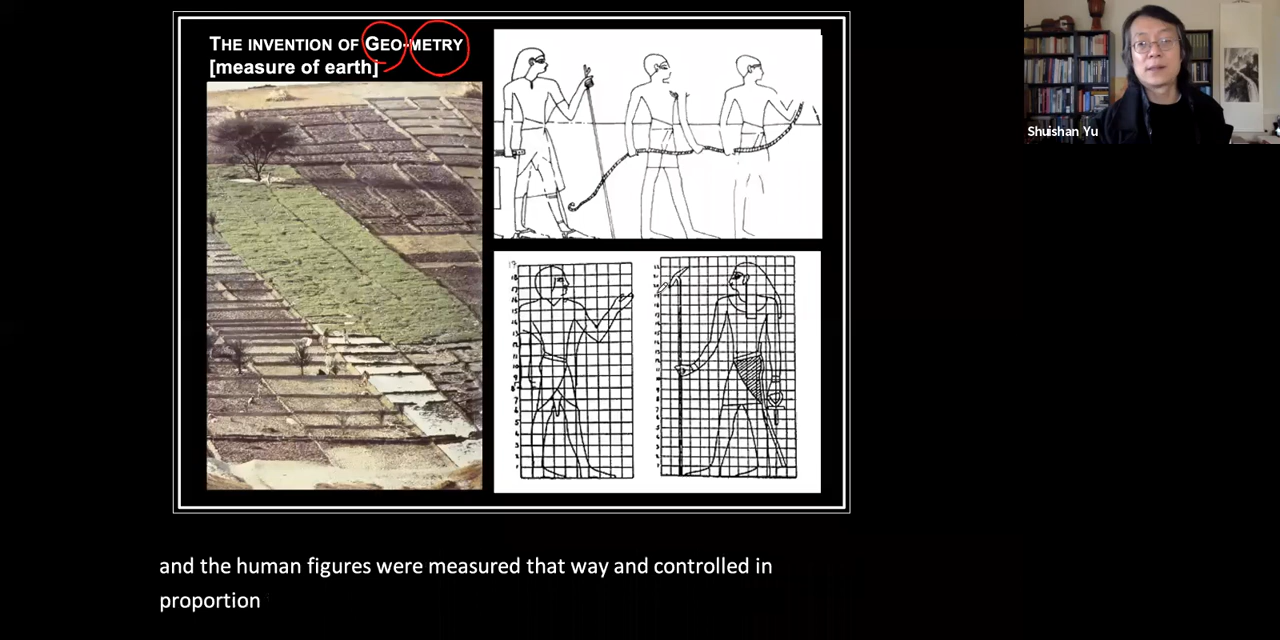 THE INVENTION OF GEO-METRY
[measure of earth]
Shuishan Yu
and the human figures were measured that way and controlled in
proportion